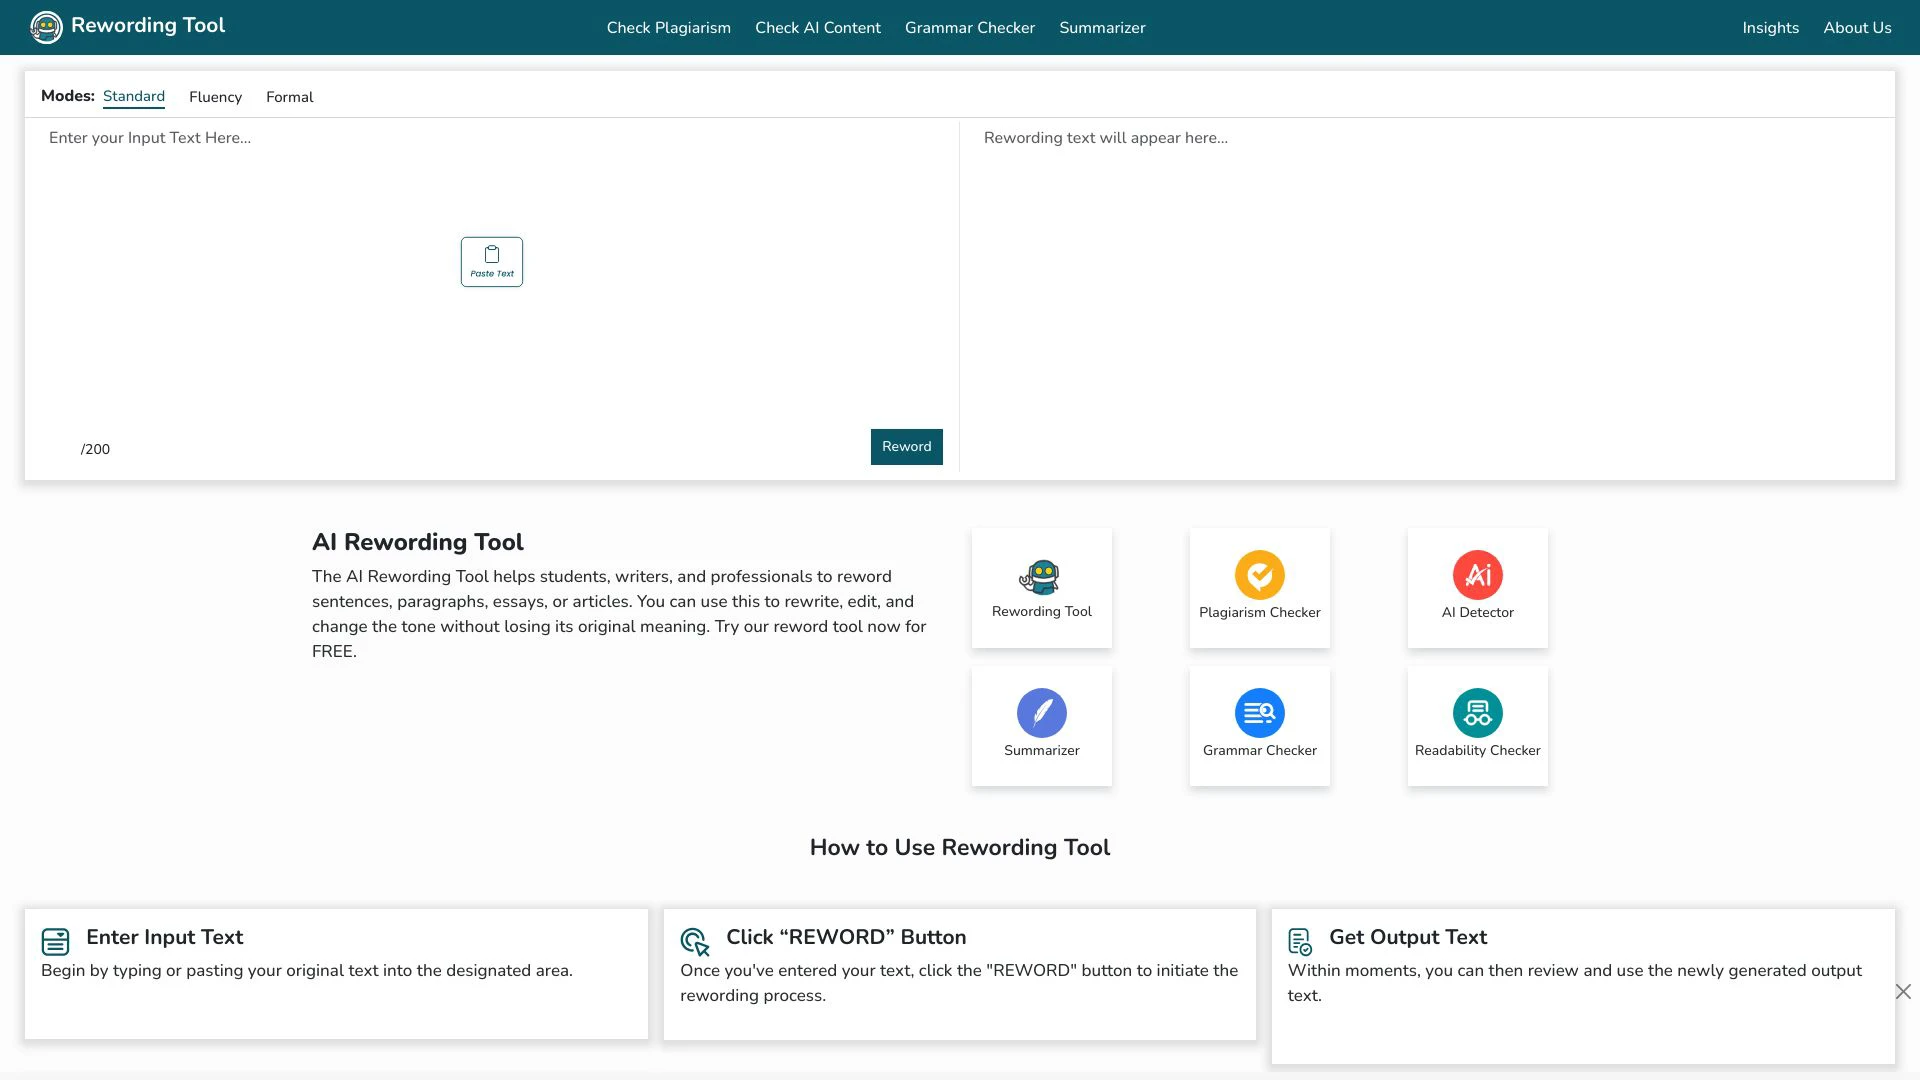 Rewording Tool
Check Plagiarism
Check AI Content
Grammar Checker
Summarizer
Insights
About Us
Modes:
Standard
Fluency
Formal
Enter your Input Text Here...
Rewording text will appear here...
Paste Text
/200
Reword
AI Rewording Tool
The AI Rewording Tool helps students, writers, and professionals to reword
sentences, paragraphs, essays, or articles. You can use this to rewrite, edit, and
change the tone without losing its original meaning. Try our reword tool now for
FREE.
Rewording Tool
Plagiarism Checker
Ai
AI Detector
Summarizer
Grammar Checker
Readability Checker
How to Use Rewording Tool
Enter Input Text
Begin by typing or pasting your original text into the designated area.
Click “REWORD” Button
Once you've entered your text, click the "REWORD" button to initiate the
rewording process.
Get Output Text
Within moments, you can then review and use the newly generated output
text.